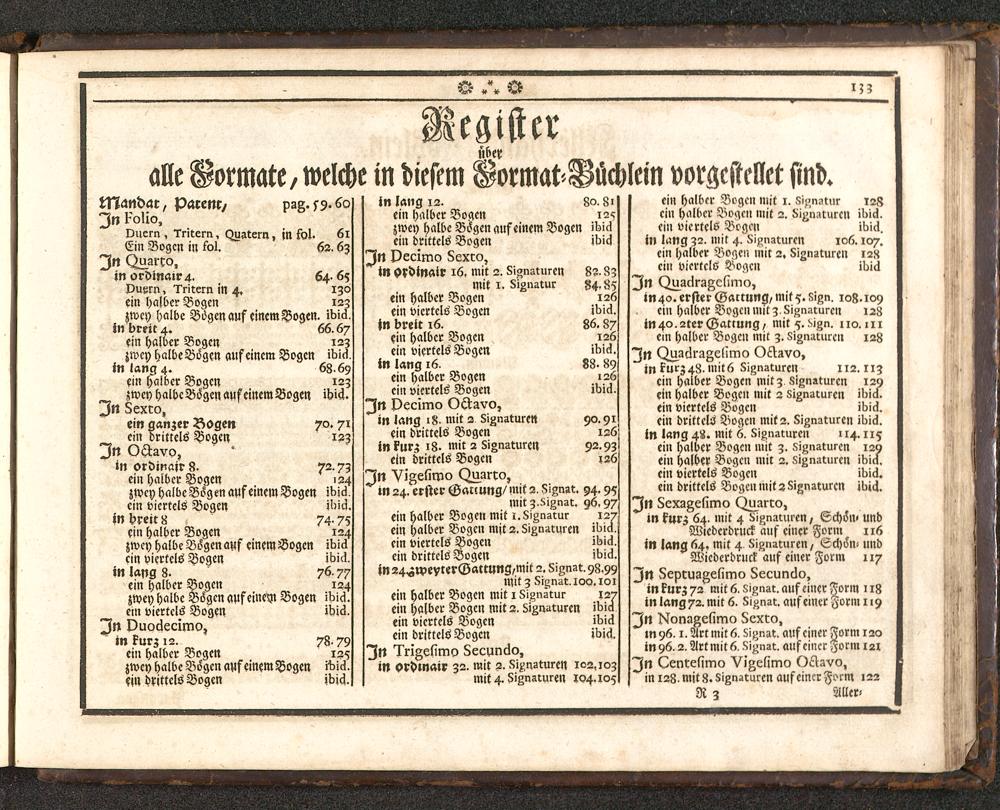 133
Register
über
alle Formate, welche in diesem Format-Büchlein vorgestellet sind.
Mandat, Patent, pag. 59. 60
In Folio,
Duern, Tritern, Quatern, in fol. 61
Ein Bogen in fol. 62. 63
In Quarto,
in ordinair 4. 64. 65
Duern, Tritern in 4. 130
ein halber Bogen 123
zwey halbe Bögen auf einem Bogen. ibid.
in breit 4. 66. 67
ein halber Bogen 123
zwey halbe Bögen auf einem Bogen ibid.
in lang 4. 68. 69
ein halber Bogen 123
zwey halbe Bögen auf einem Bogen ibid.
In Sexto,
ein ganzer Bogen 70. 71
ein drittels Bogen 123
In Octavo,
in ordinair 8. 72. 73
ein halber Bogen 124
zwey halbe Bögen auf einem Bogen ibid.
ein viertels Bogen ibid.
in breit 8 74. 75
ein halber Bogen 124
zwey halbe Bögen auf einem Bogen ibid
ein viertels Bogen ibid.
in lang 8. 76. 77
ein halber Bogen 124
zwey halbe Bögen auf einem Bogen ibid.
ein viertels Bogen ibid.
In Duodecimo,
in kurz 12. 78. 79
ein halber Bogen 125
zwey halbe Bögen auf einem Bogen ibid.
ein drittels Bogen ibid.
in lang 12. 80. 81
ein halber Bogen 125
zwey halbe Bögen auf einem Bogen ibid
ein drittels Bogen ibid
In Decimo Sexto,
in ordinair 16. mit 2. Signaturen 82. 83
mit 1. Signatur 84. 85
ein halber Bogen 126
ein viertels Bogen ibid.
in breit 16. 86. 87
ein halber Bogen 126
ein viertels Bogen ibid.
in lang 16. 88. 89
ein halber Bogen 126
ein viertels Bogen ibid.
In Decimo Octavo,
in lang 18. mit 2 Signaturen 90. 91
ein drittels Bogen 126
in kurz 18. mit 2 Signaturen 92. 93
ein drittels Bogen 126
In Vigesimo Quarto,
in 24. erster Gattung/ mit 2. Signat. 94. 95
mit 3. Signat. 96. 97
ein halber Bogen mit 1. Signatur 127
ein halber Bogen mit 2. Signaturen ibid.
ein viertels Bogen ibid.
ein drittels Bogen ibid.
in 24. zweyter Gattung, mit 2. Signat. 98. 99
mit 3 Signat. 100. 101
ein halber Bogen mit 1 Signatur 127
ein halber Bogen mit 2. Signaturen ibid
ein viertels Bogen ibid
ein drittels Bogen ibid.
In Trigesimo Secundo,
in ordinair 32. mit 2. Signaturen 102, 103
mit 4. Signaturen 104. 105
ein halber Bogen mit 1. Signatur 128
ein halber Bogen mit 2. Signaturen ibid.
ein viertels Bogen ibid.
in lang 32. mit 4. Signaturen 106. 107.
ein halber Bogen mit 2. Signaturen 128
ein viertels Bogen ibid
In Quadragesimo,
in 40. erster Gattung/ mit 5. Sign. 108. 109
ein halber Bogen mit 3. Signaturen 128
in 40. 2ter Gattung, mit 5. Sign. 110. 111
ein halber Bogen mit 3. Signaturen 128
In Quadragesimo Octavo,
in kurz 48. mit 6 Signaturen 112. 113
ein halber Bogen mit 3. Signaturen 129
ein halber Bogen mit 2 Signaturen ibid.
ein viertels Bogen ibid.
ein drittels Bogen mit 2. Signaturen ibid.
in lang 48. mit 6. Signaturen 114. 115
ein halber Bogen mit 3. Signaturen 129
ein halber Bogen mit 2. Signaturen ibid.
ein viertels Bogen ibid.
ein drittels Bogen mit 2 Signaturen ibid.
In Sexagesimo Quarto,
in kurz 64. mit 4 Signaturen, Schön- und
Wiederdruck auf einer Form 116
in lang 64. mit 4. Signaturen, Schön- und
Wiederdruck auf einer Form 117
In Septuagesimo Secundo,
in kurz 72. mit 6. Signat. auf einer Form 118
in lang 72. mit 6. Signat. auf einer Form 119
In Nonagesimo Sexto,
in 96. 1. Art mit 6. Signat. auf einer Form 120
in 96. 2. Art mit 6. Signat. auf einer Form 121
In Centesimo Vigesimo Octavo,
in 128. mit 8. Signaturen auf einer Form 122
R 3 Aller-